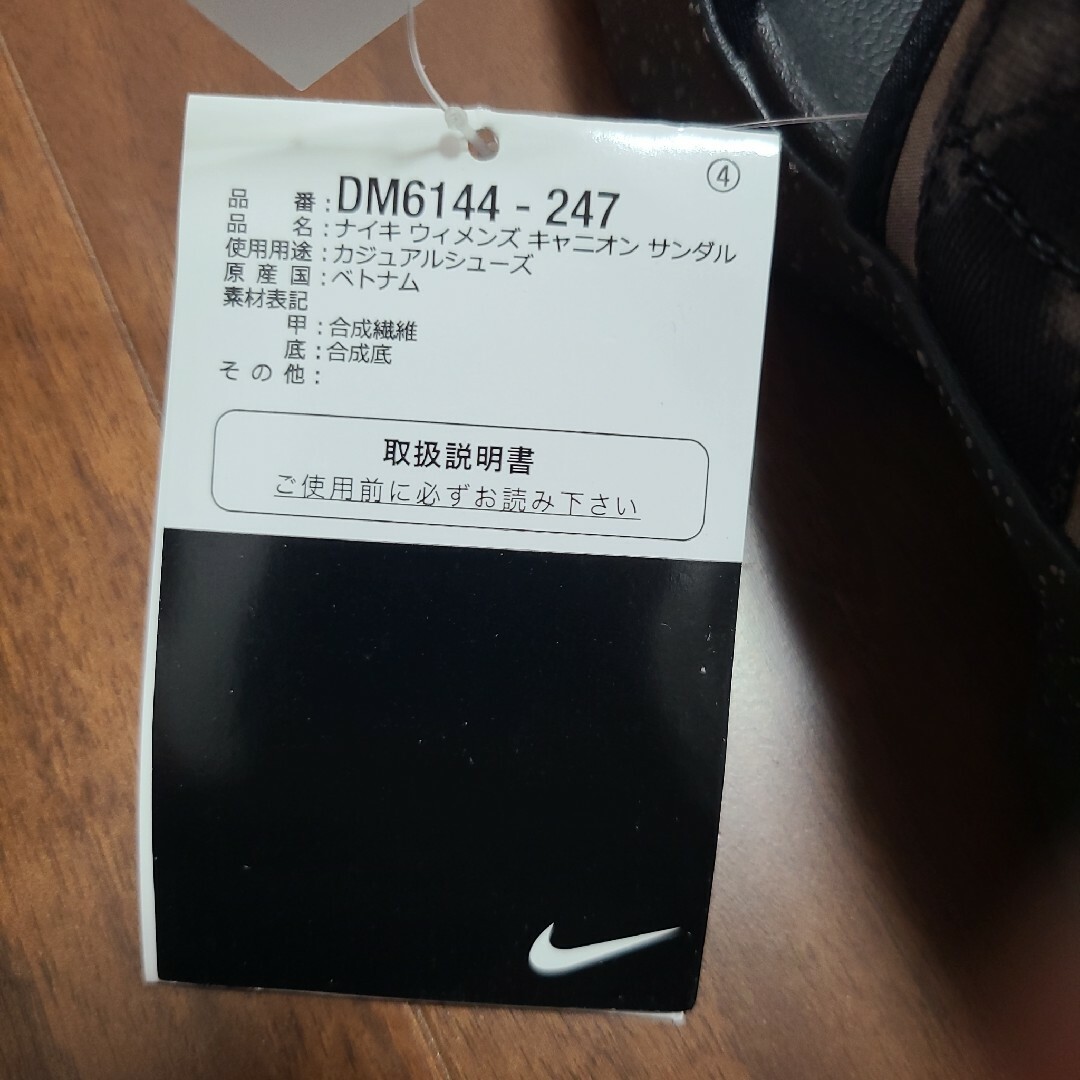 ④
品番:DM6144 - 247
品名:ナイキ ウィメンズ キャニオン サンダル
使用用途:カジュアルシューズ
原産国:ベトナム
素材表記
甲:合成繊維
底:合成底
その他:
取扱説明書
ご使用前に必ずお読み下さい